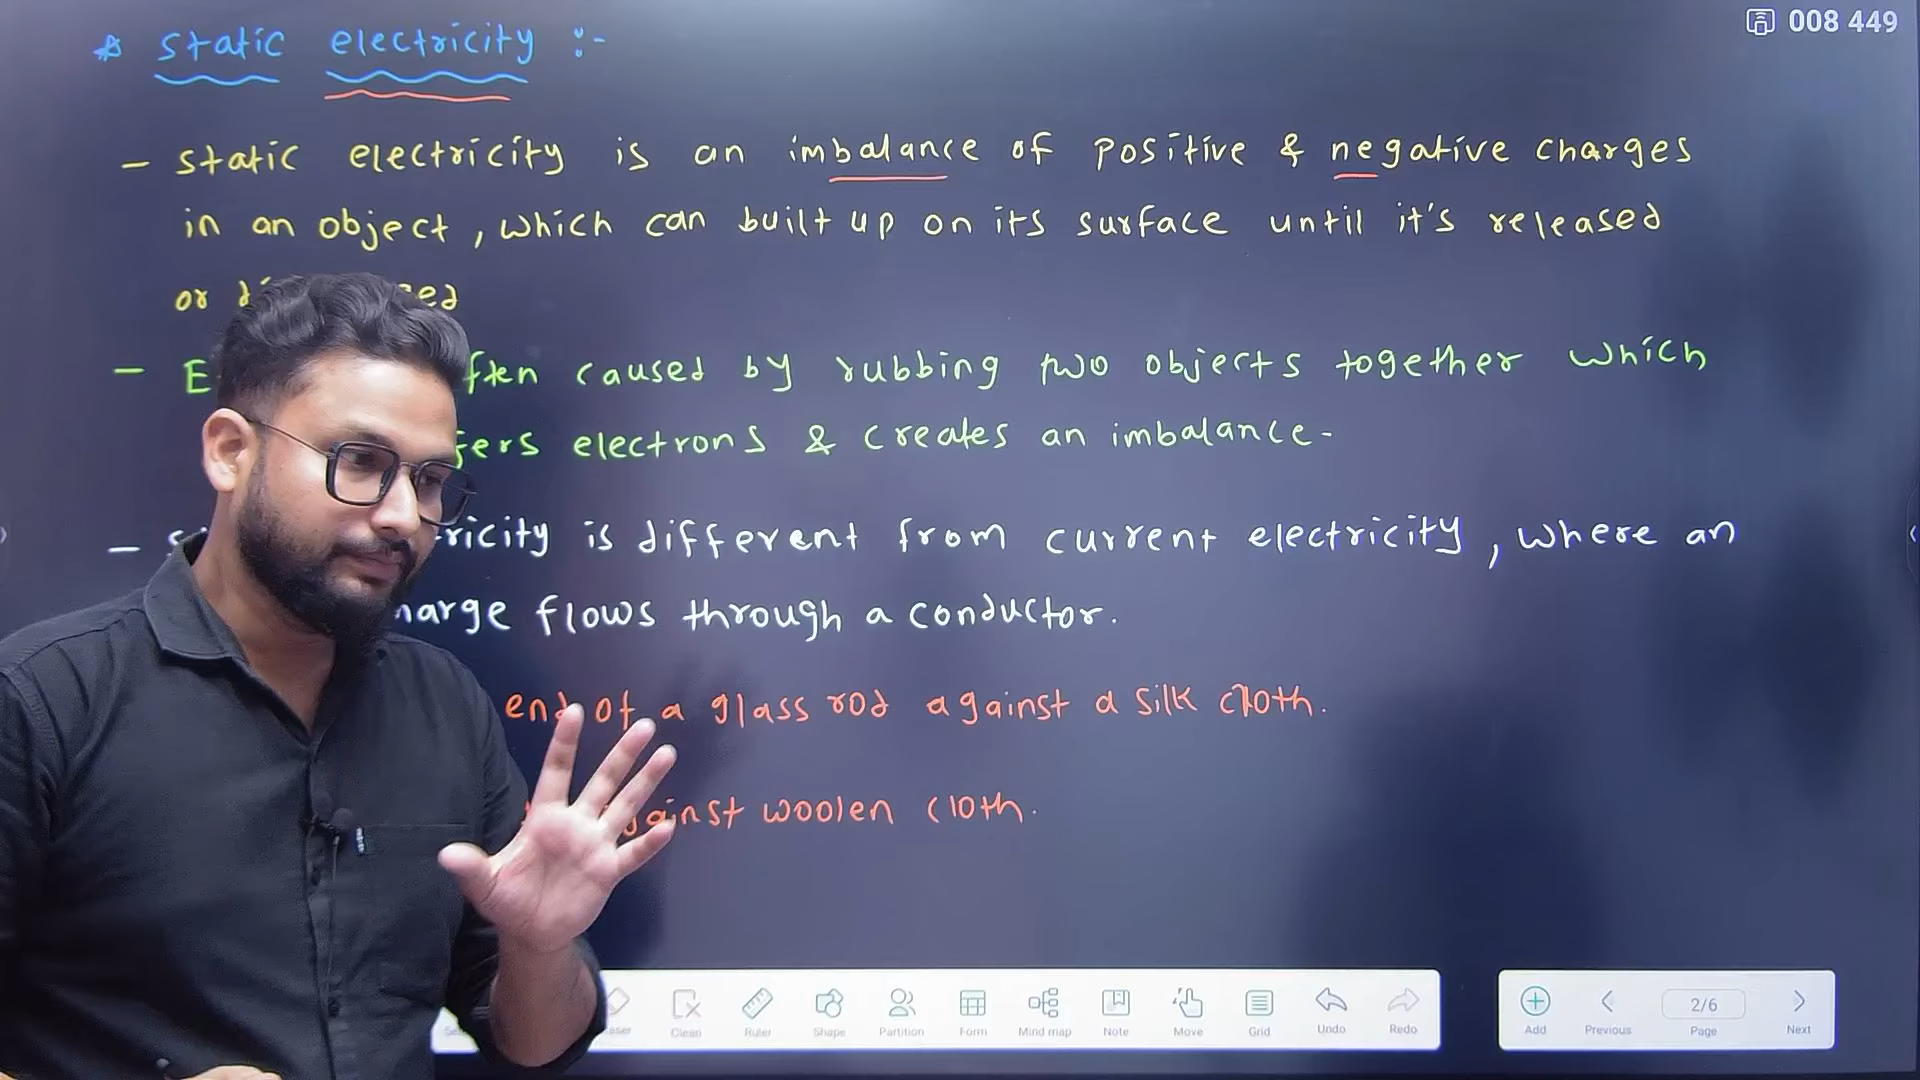 008 449
* static electricity :-
- static electricity is an imbalance of positive & negative charges
in an object, which can built up on its surface until it's released
or
- often caused by rubbing two objects together which
electrons & creates an imbalance-
- is different from current electricity, where an
charge flows through a conductor.
end of a glass rod against a silk cloth.
against woolen cloth.
Clean Ruler Shape Partition Form Mind map Note Move Grid Undo Redo
2/6
Add Previous Page Next